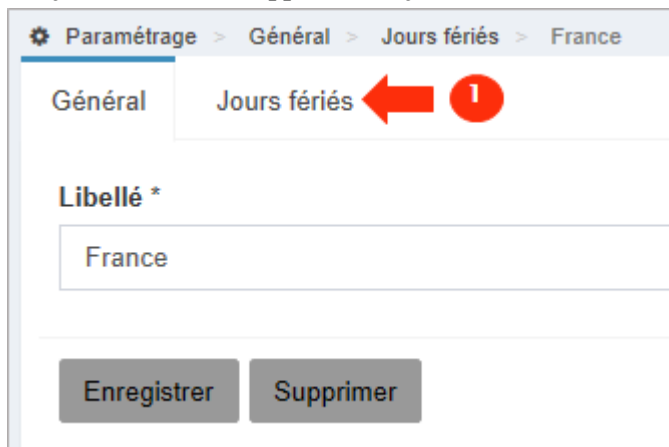 Paramétrage > Général > Jours fériés > France
Général Jours fériés 1
Libellé *
France
Enregistrer Supprimer